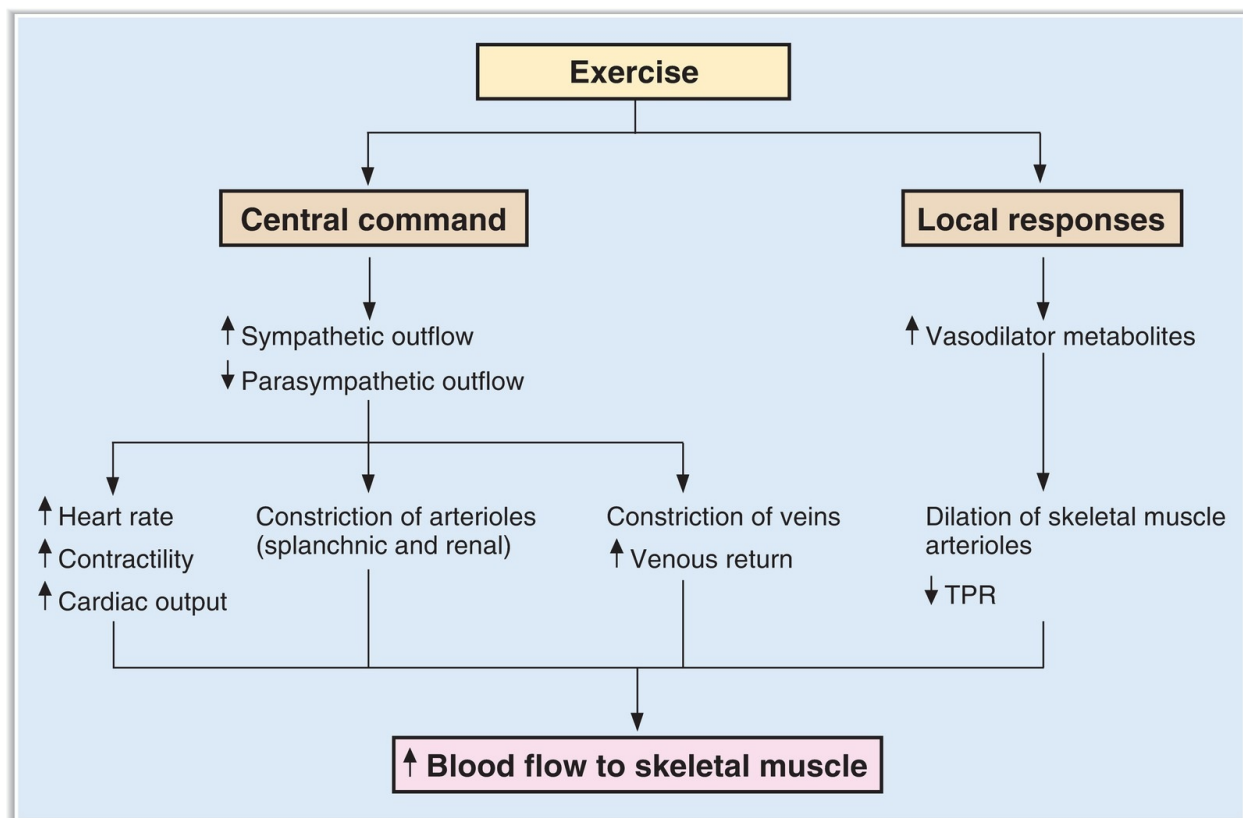 Exercise
Central command
Local responses
↑ Sympathetic outflow
↓ Parasympathetic outflow
↑ Vasodilator metabolites
↑ Heart rate
↑ Contractility
↑ Cardiac output
Constriction of arterioles
(splanchnic and renal)
Constriction of veins
↑ Venous return
Dilation of skeletal muscle
arterioles
↓ TPR
↑ Blood flow to skeletal muscle